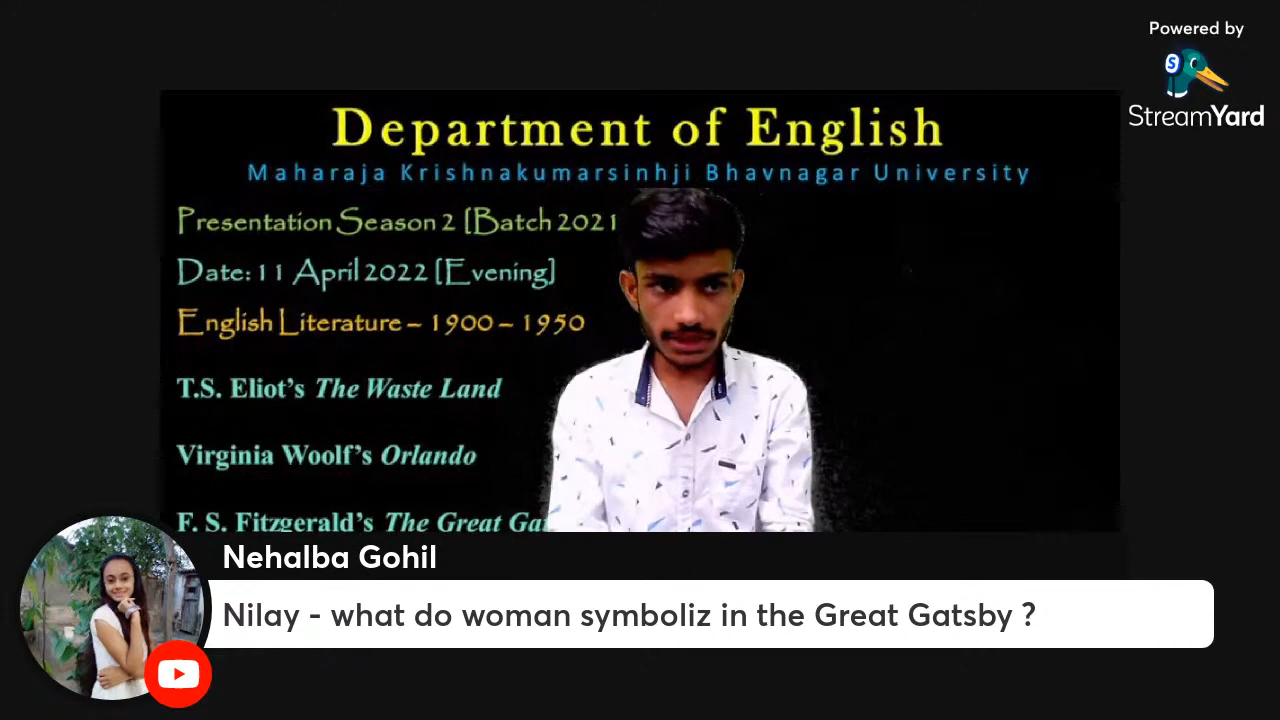 Powered by
S
StreamYard
Department of English
Maharaja Krishnakumarsinhji Bhavnagar University
Presentation Season 2 [Batch 2021
Date: 11 April 2022 [Evening]
English Literature – 1900 – 1950
T.S. Eliot's The Waste Land
Virginia Woolf's Orlando
F. S. Fitzgerald's The Great Ga
Nehalba Gohil
Nilay - what do woman symboliz in the Great Gatsby ?